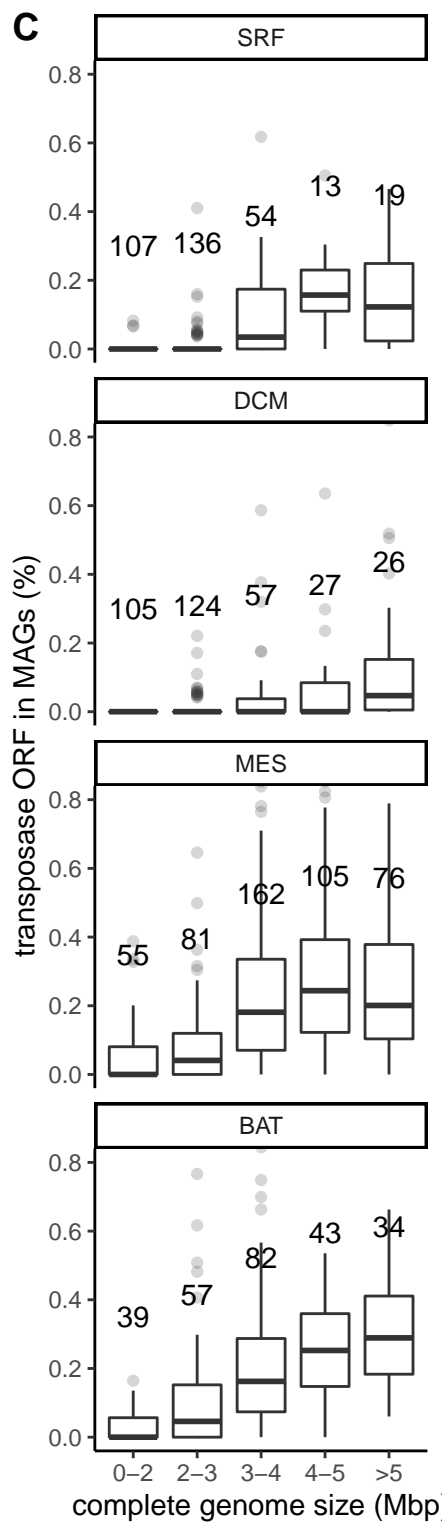 C
SRF
0.8
0.6
0.4
0.2
0.0
107 136 54 13 19
DCM
0.8
0.6
0.4
0.2
0.0
105 124 57 27 26
MES
0.8
0.6
0.4
0.2
0.0
55 81 162 105 76
BAT
0.8
0.6
0.4
0.2
0.0
39 57 82 43 34
0–2 2–3 3–4 4–5 >5
complete genome size (Mbp)
transposase ORF in MAGs (%)